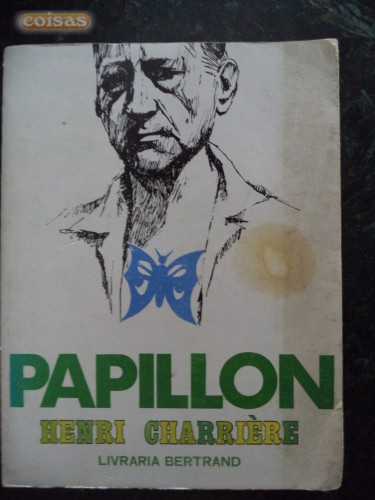 coisas
PAPILLON
HENRI CHARRIÈRE
LIVRARIA BERTRAND